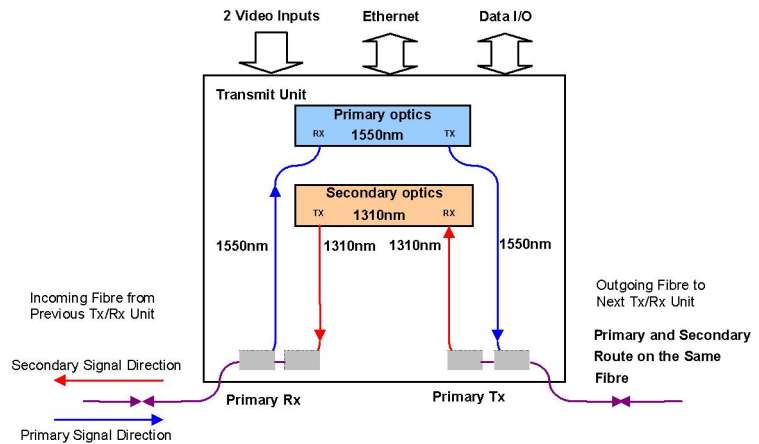 2 Video Inputs
Ethernet
Data I/O
Transmit Unit
Primary optics
RX
1550nm
TX
Secondary optics
TX
1310nm
RX
1550nm
1310nm
1310nm
1550nm
Incoming Fibre from
Previous Tx/Rx Unit
Outgoing Fibre to
Next Tx/Rx Unit
Primary and Secondary
Route on the Same
Fibre
Secondary Signal Direction
Primary Rx
Primary Tx
Primary Signal Direction